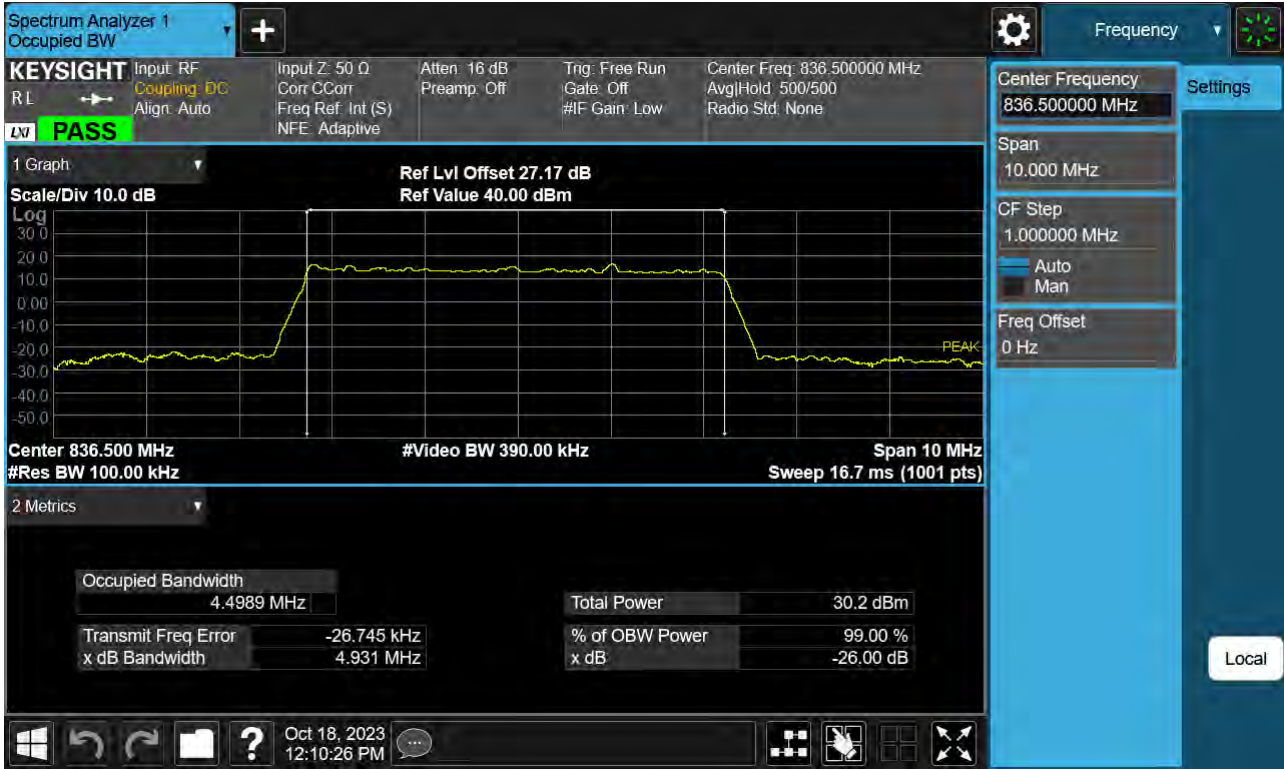 Spectrum Analyzer 1
Occupied BW
Frequency
KEYSIGHT
RL
LXI PASS
Input: RF
Coupling: DC
Align: Auto
Input Z: 50 Ω
Corr CCorr
Freq Ref: Int (S)
NFE: Adaptive
Atten: 16 dB
Preamp: Off
Trig: Free Run
Gate: Off
#IF Gain: Low
Center Freq: 836.500000 MHz
Avg|Hold: 500/500
Radio Std: None
Center Frequency
836.500000 MHz
Settings
Span
10.000 MHz
CF Step
1.000000 MHz
Auto
Man
Freq Offset
0 Hz
Local
1 Graph
Ref Lvl Offset 27.17 dB
Scale/Div 10.0 dB
Ref Value 40.00 dBm
Log
30.0
20.0
10.0
0.00
-10.0
-20.0
-30.0
-40.0
-50.0
PEAK
Center 836.500 MHz
#Video BW 390.00 kHz
Span 10 MHz
#Res BW 100.00 kHz
Sweep 16.7 ms (1001 pts)
2 Metrics
Occupied Bandwidth
4.4989 MHz
Total Power 30.2 dBm
Transmit Freq Error -26.745 kHz
% of OBW Power 99.00 %
x dB Bandwidth 4.931 MHz
x dB -26.00 dB
?
Oct 18, 2023
12:10:26 PM